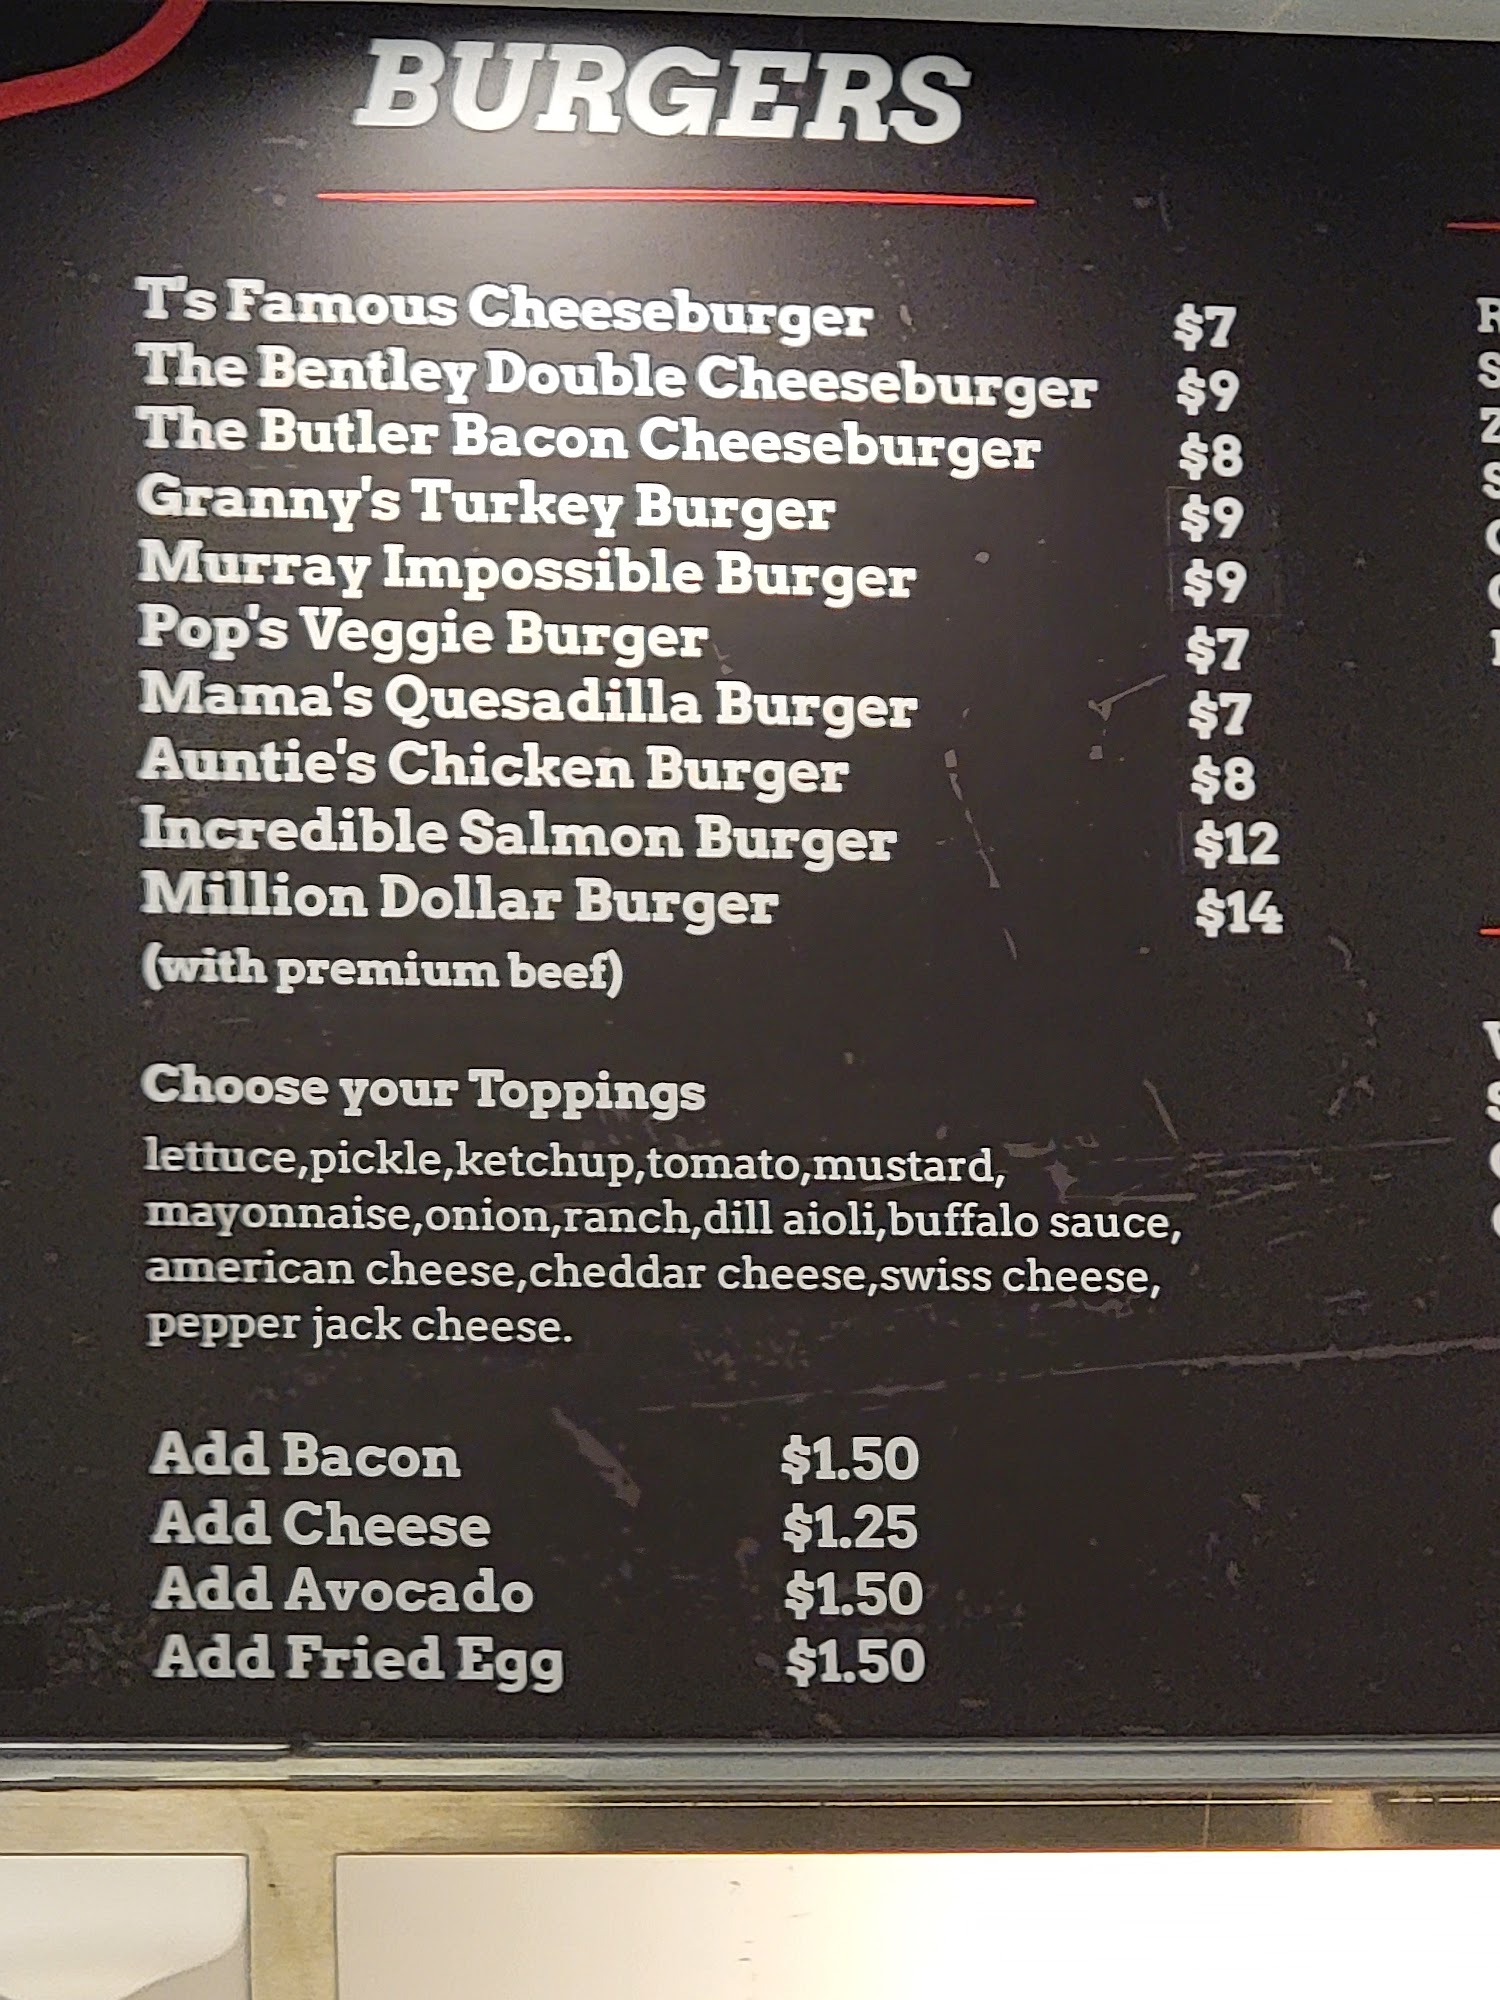 BURGERS
T's Famous Cheeseburger $7
The Bentley Double Cheeseburger $9
The Butler Bacon Cheeseburger $8
Granny's Turkey Burger $9
Murray Impossible Burger $9
Pop's Veggie Burger $7
Mama's Quesadilla Burger $7
Auntie's Chicken Burger $8
Incredible Salmon Burger $12
Million Dollar Burger $14
(with premium beef)
Choose your Toppings
lettuce,pickle,ketchup,tomato,mustard,
mayonnaise,onion,ranch,dill aioli,buffalo sauce,
american cheese,cheddar cheese,swiss cheese,
pepper jack cheese.
Add Bacon $1.50
Add Cheese $1.25
Add Avocado $1.50
Add Fried Egg $1.50